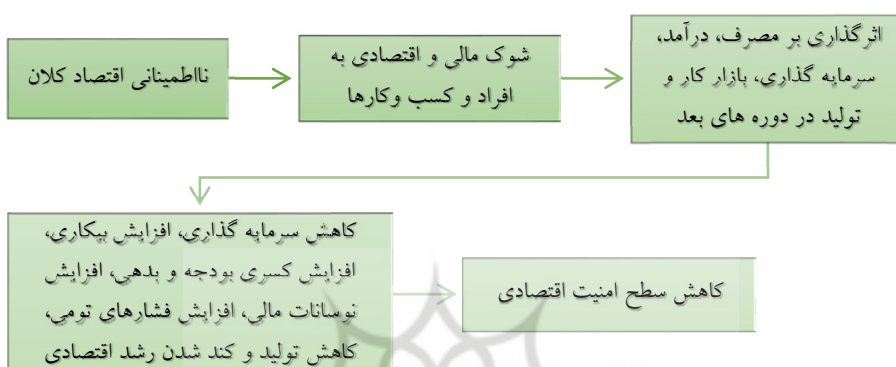 نااطمینانی اقتصاد کلان
شوک مالی و اقتصادی به
افراد و کسب وکارها
اثرگذاری بر مصرف، درآمد،
سرمایه گذاری، بازار کار و
تولید در دوره های بعد
کاهش سرمایه گذاری، افزایش بیکاری،
افزایش کسری بودجه و بدهی، افزایش
نوسانات مالی، افزایش فشارهای تومی،
کاهش تولید و کند شدن رشد اقتصادی
کاهش سطح امنیت اقتصادی